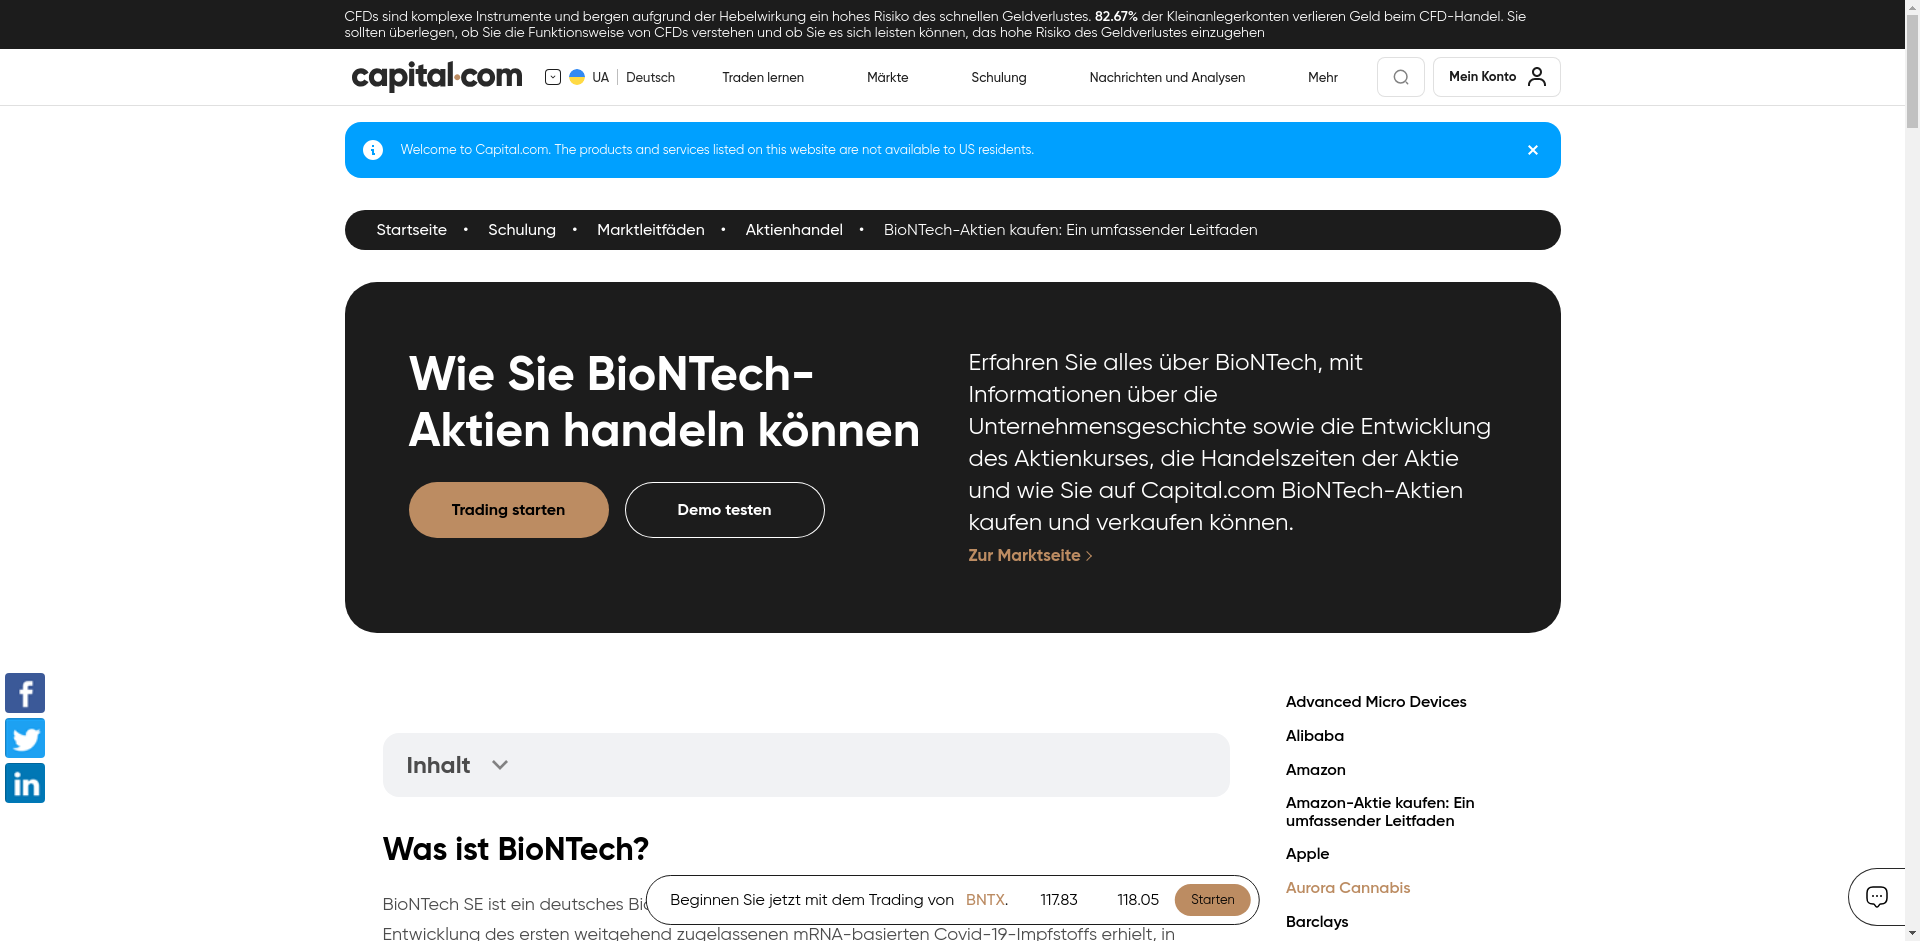 CFDs sind komplexe Instrumente und bergen aufgrund der Hebelwirkung ein hohes Risiko des schnellen Geldverlustes. 82.67% der Kleinanlegerkonten verlieren Geld beim CFD-Handel. Sie
sollten überlegen, ob Sie die Funktionsweise von CFDs verstehen und ob Sie es sich leisten können, das hohe Risiko des Geldverlustes einzugehen
capital.com
UA | Deutsch
Traden lernen
Märkte
Schulung
Nachrichten und Analysen
Mehr
Mein Konto
Welcome to Capital.com. The products and services listed on this website are not available to US residents.
Startseite • Schulung • Marktleitfäden • Aktienhandel • BioNTech-Aktien kaufen: Ein umfassender Leitfaden
Wie Sie BioNTech-
Aktien handeln können
Trading starten
Demo testen
Erfahren Sie alles über BioNTech, mit
Informationen über die
Unternehmensgeschichte sowie die Entwicklung
des Aktienkurses, die Handelszeiten der Aktie
und wie Sie auf Capital.com BioNTech-Aktien
kaufen und verkaufen können.
Zur Marktseite
Inhalt
Was ist BioNTech?
BioNTech SE ist ein deutsches
Entwicklung des ersten weitgehend zugelassenen mRNA-basierten Covid-19-Impfstoffs erhielt, in
Beginnen Sie jetzt mit dem Trading von BNTX. 117.83 118.05 Starten
Advanced Micro Devices
Alibaba
Amazon
Amazon-Aktie kaufen: Ein
umfassender Leitfaden
Apple
Aurora Cannabis
Barclays